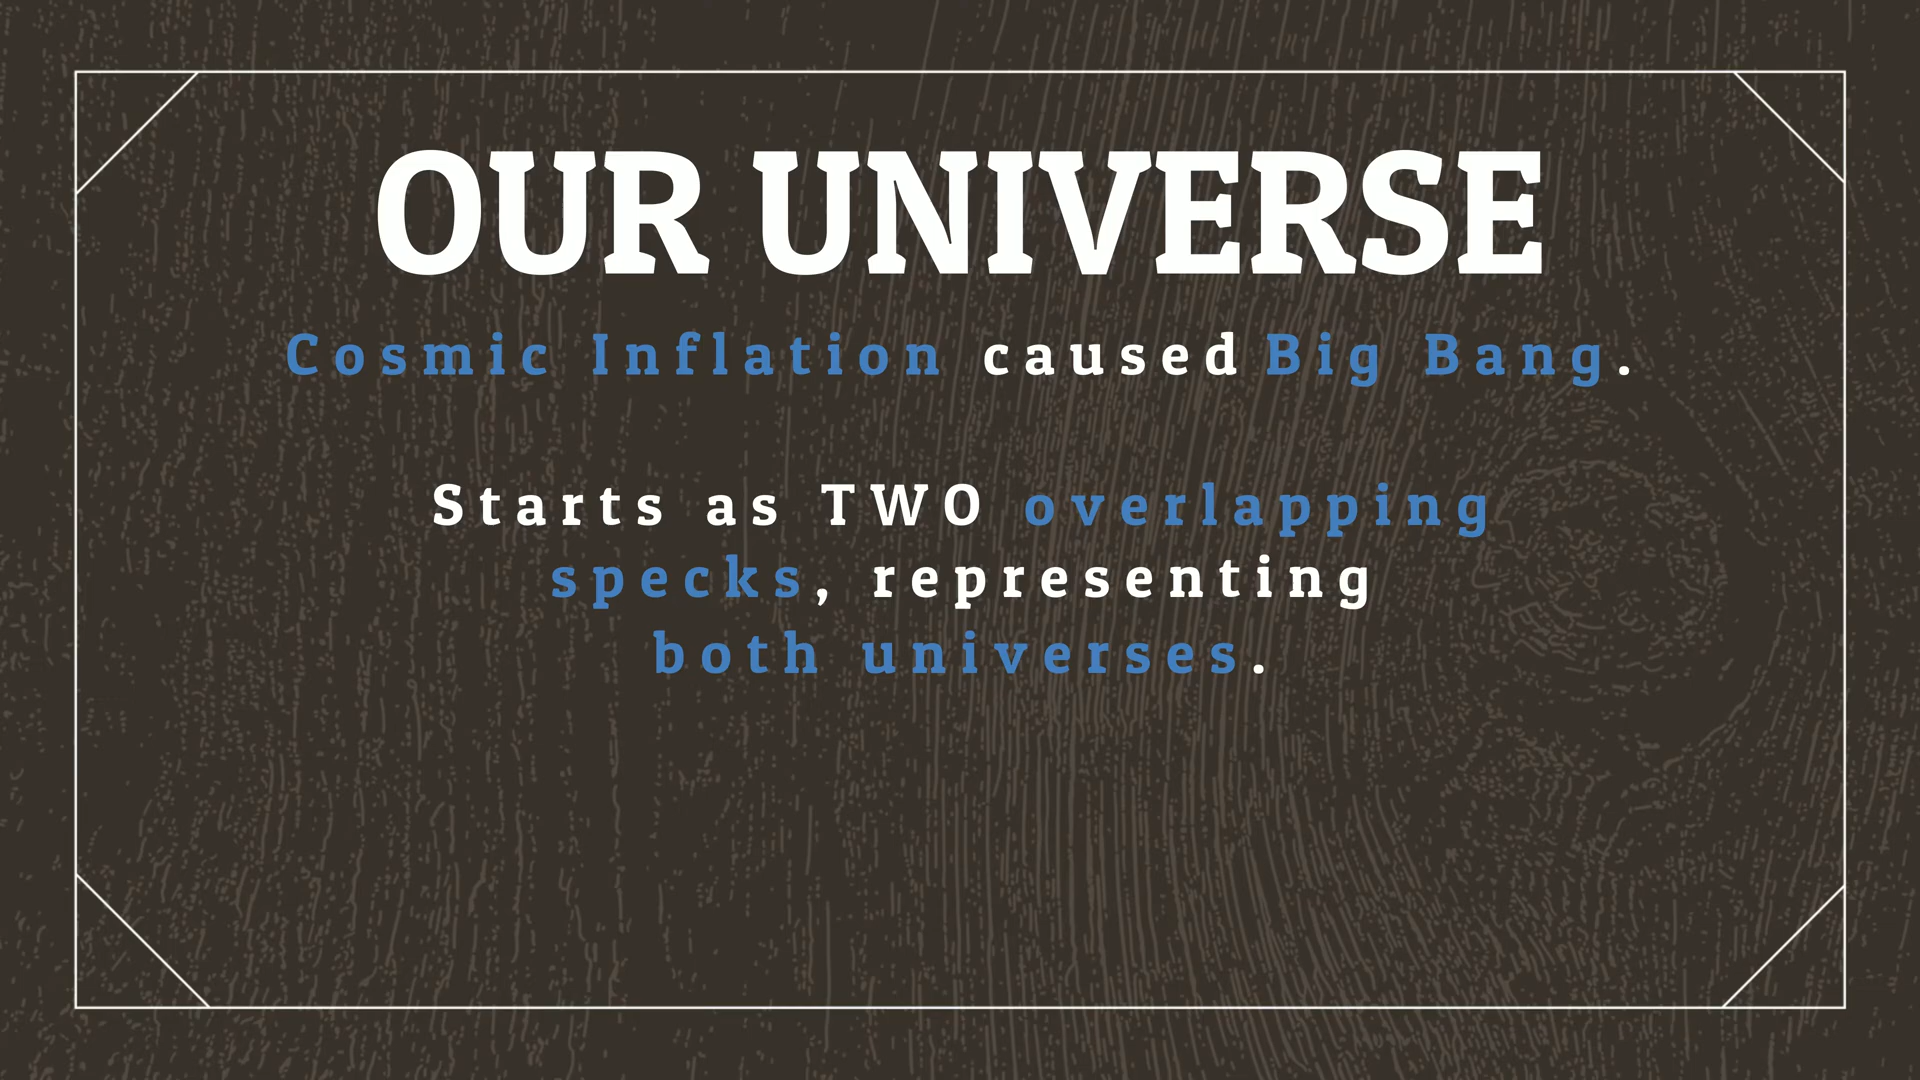 OUR UNIVERSE
Cosmic Inflation caused Big Bang.
Starts as TWO overlapping
specks, representing
both universes.